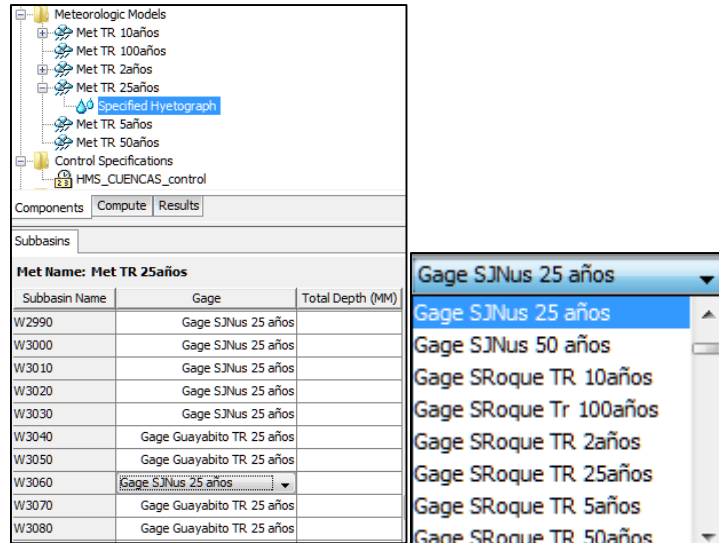 Meteorologic Models
Met TR 10años
Met TR 100años
Met TR 2años
Met TR 25años
Specified Hyetograph
Met TR 5años
Met TR 50años
Control Specifications
HMS_CUENCAS_control
Components Compute Results
Subbasins
Met Name: Met TR 25años
Subbasin Name Gage Total Depth (MM)
W2990 Gage SJNus 25 años
W3000 Gage SJNus 25 años
W3010 Gage SJNus 25 años
W3020 Gage SJNus 25 años
W3030 Gage SJNus 25 años
W3040 Gage Guayabito TR 25 años
W3050 Gage Guayabito TR 25 años
W3060 Gage SJNus 25 años
W3070 Gage Guayabito TR 25 años
W3080 Gage Guayabito TR 25 años
Gage SJNus 25 años
Gage SJNus 25 años
Gage SJNus 50 años
Gage SRoque TR 10años
Gage SRoque Tr 100años
Gage SRoque TR 2años
Gage SRoque TR 25años
Gage SRoque TR 5años
Gage SRoque TR 50años